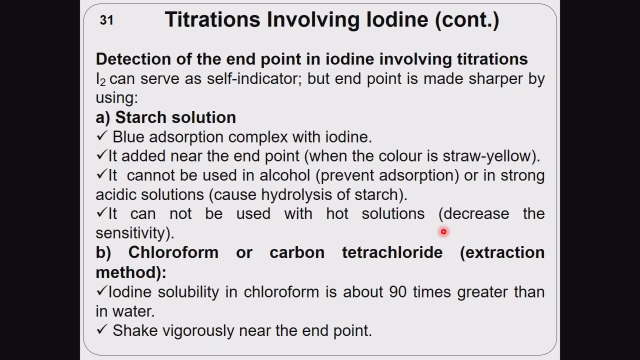 31
Titrations Involving Iodine (cont.)
Detection of the end point in iodine involving titrations
I2 can serve as self-indicator; but end point is made sharper by
using:
a) Starch solution
✓ Blue adsorption complex with iodine.
✓It added near the end point (when the colour is straw-yellow).
✓It cannot be used in alcohol (prevent adsorption) or in strong
acidic solutions (cause hydrolysis of starch).
✓It can not be used with hot solutions (decrease the
sensitivity).
b) Chloroform or carbon tetrachloride (extraction
method):
✓Iodine solubility in chloroform is about 90 times greater than
in water.
✓ Shake vigorously near the end point.